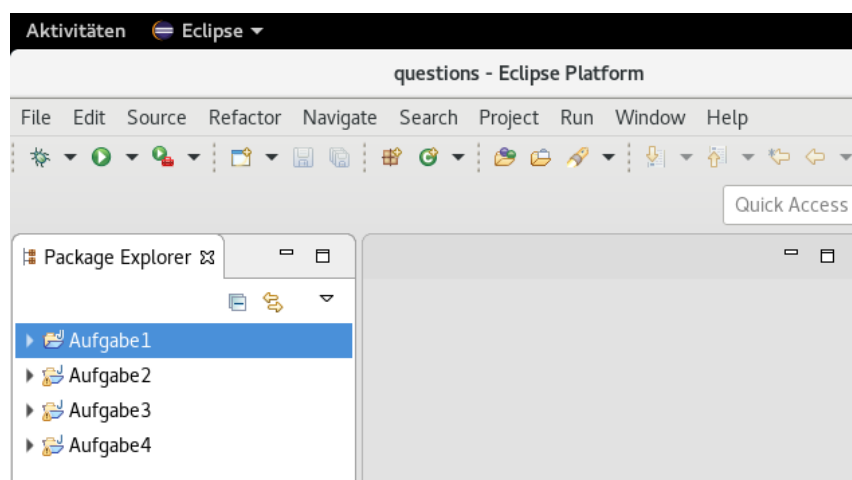 Aktivitäten Eclipse
questions - Eclipse Platform
File Edit Source Refactor Navigate Search Project Run Window Help
Quick Access
Package Explorer
Aufgabe1
Aufgabe2
Aufgabe3
Aufgabe4